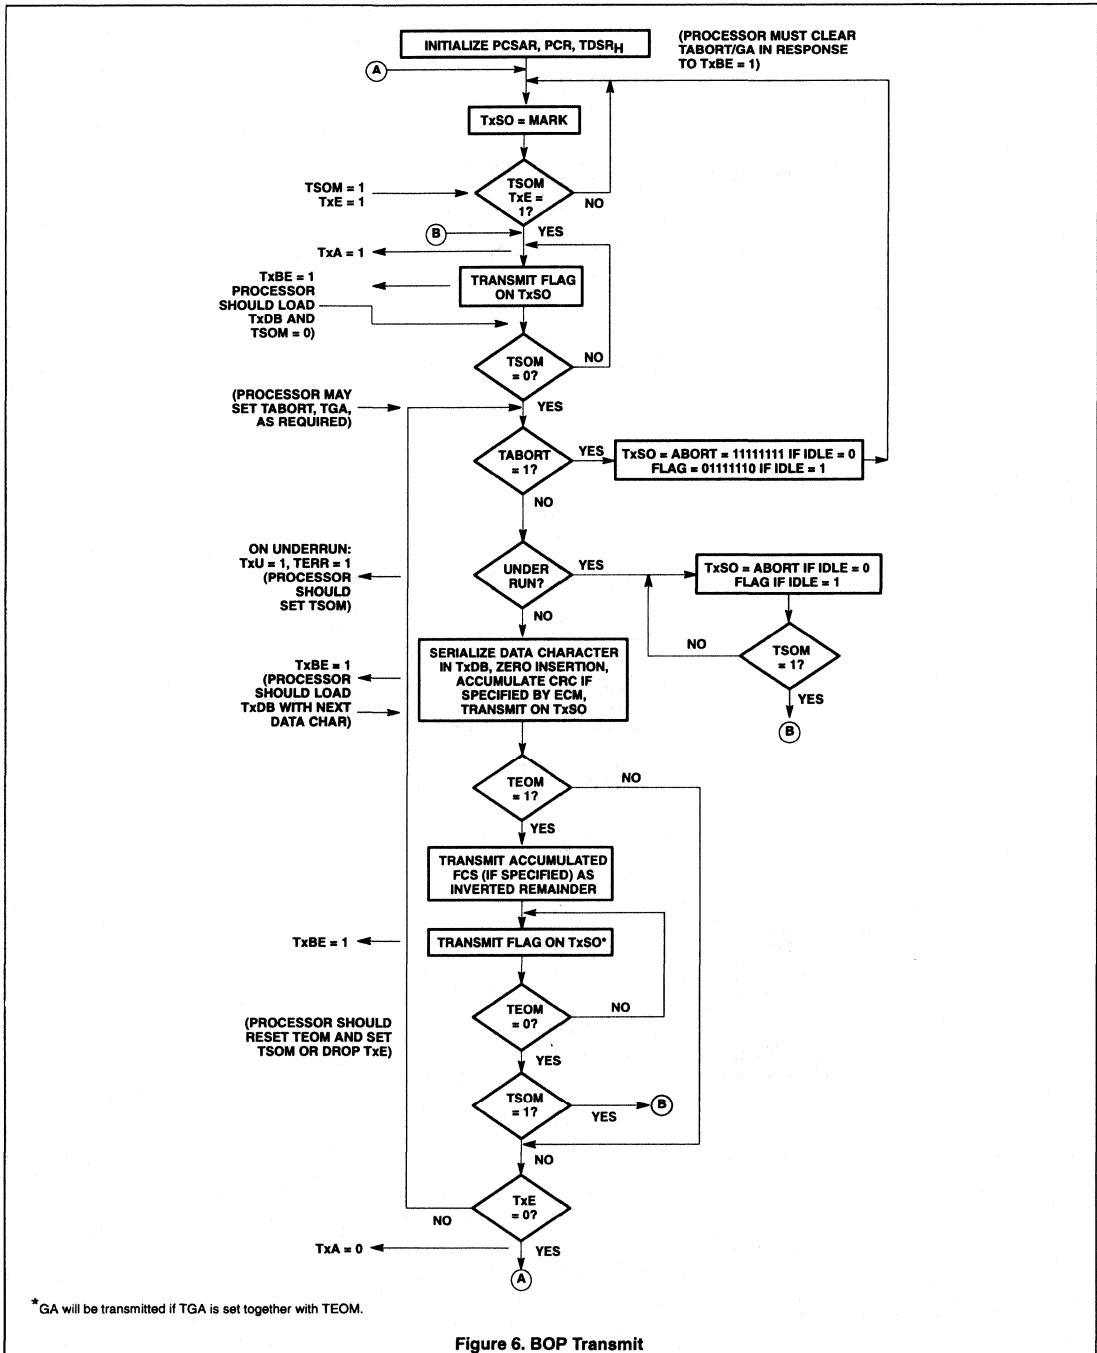 INITIALIZE PCSAR, PCR, TDSRH
(PROCESSOR MUST CLEAR
TABORT/GA IN RESPONSE
TO TxBE = 1)
A
TxSO = MARK
TSOM = 1
TxE = 1
TSOM
TxE =
1?
NO
YES
B
TxA = 1
TxBE = 1
PROCESSOR
SHOULD LOAD
TxDB AND
TSOM = 0)
TRANSMIT FLAG
ON TxSO
TSOM
= 0?
NO
YES
(PROCESSOR MAY
SET TABORT, TGA,
AS REQUIRED)
TABORT
= 1?
YES
NO
TxSO = ABORT = 11111111 IF IDLE = 0
FLAG = 01111110 IF IDLE = 1
ON UNDERRUN:
TxU = 1, TERR = 1
(PROCESSOR
SHOULD
SET TSOM)
UNDER
RUN?
YES
NO
TxSO = ABORT IF IDLE = 0
FLAG IF IDLE = 1
TSOM
= 1?
NO
YES
B
TxBE = 1
(PROCESSOR
SHOULD LOAD
TxDB WITH NEXT
DATA CHAR)
SERIALIZE DATA CHARACTER
IN TxDB, ZERO INSERTION,
ACCUMULATE CRC IF
SPECIFIED BY ECM,
TRANSMIT ON TxSO
TEOM
= 1?
NO
YES
TRANSMIT ACCUMULATED
FCS (IF SPECIFIED) AS
INVERTED REMAINDER
TxBE = 1
TRANSMIT FLAG ON TxSO*
TEOM
= 0?
NO
YES
(PROCESSOR SHOULD
RESET TEOM AND SET
TSOM OR DROP TxE)
TSOM
= 1?
YES
B
NO
TxE
= 0?
NO
YES
TxA = 0
A
*GA will be transmitted if TGA is set together with TEOM.
Figure 6. BOP Transmit